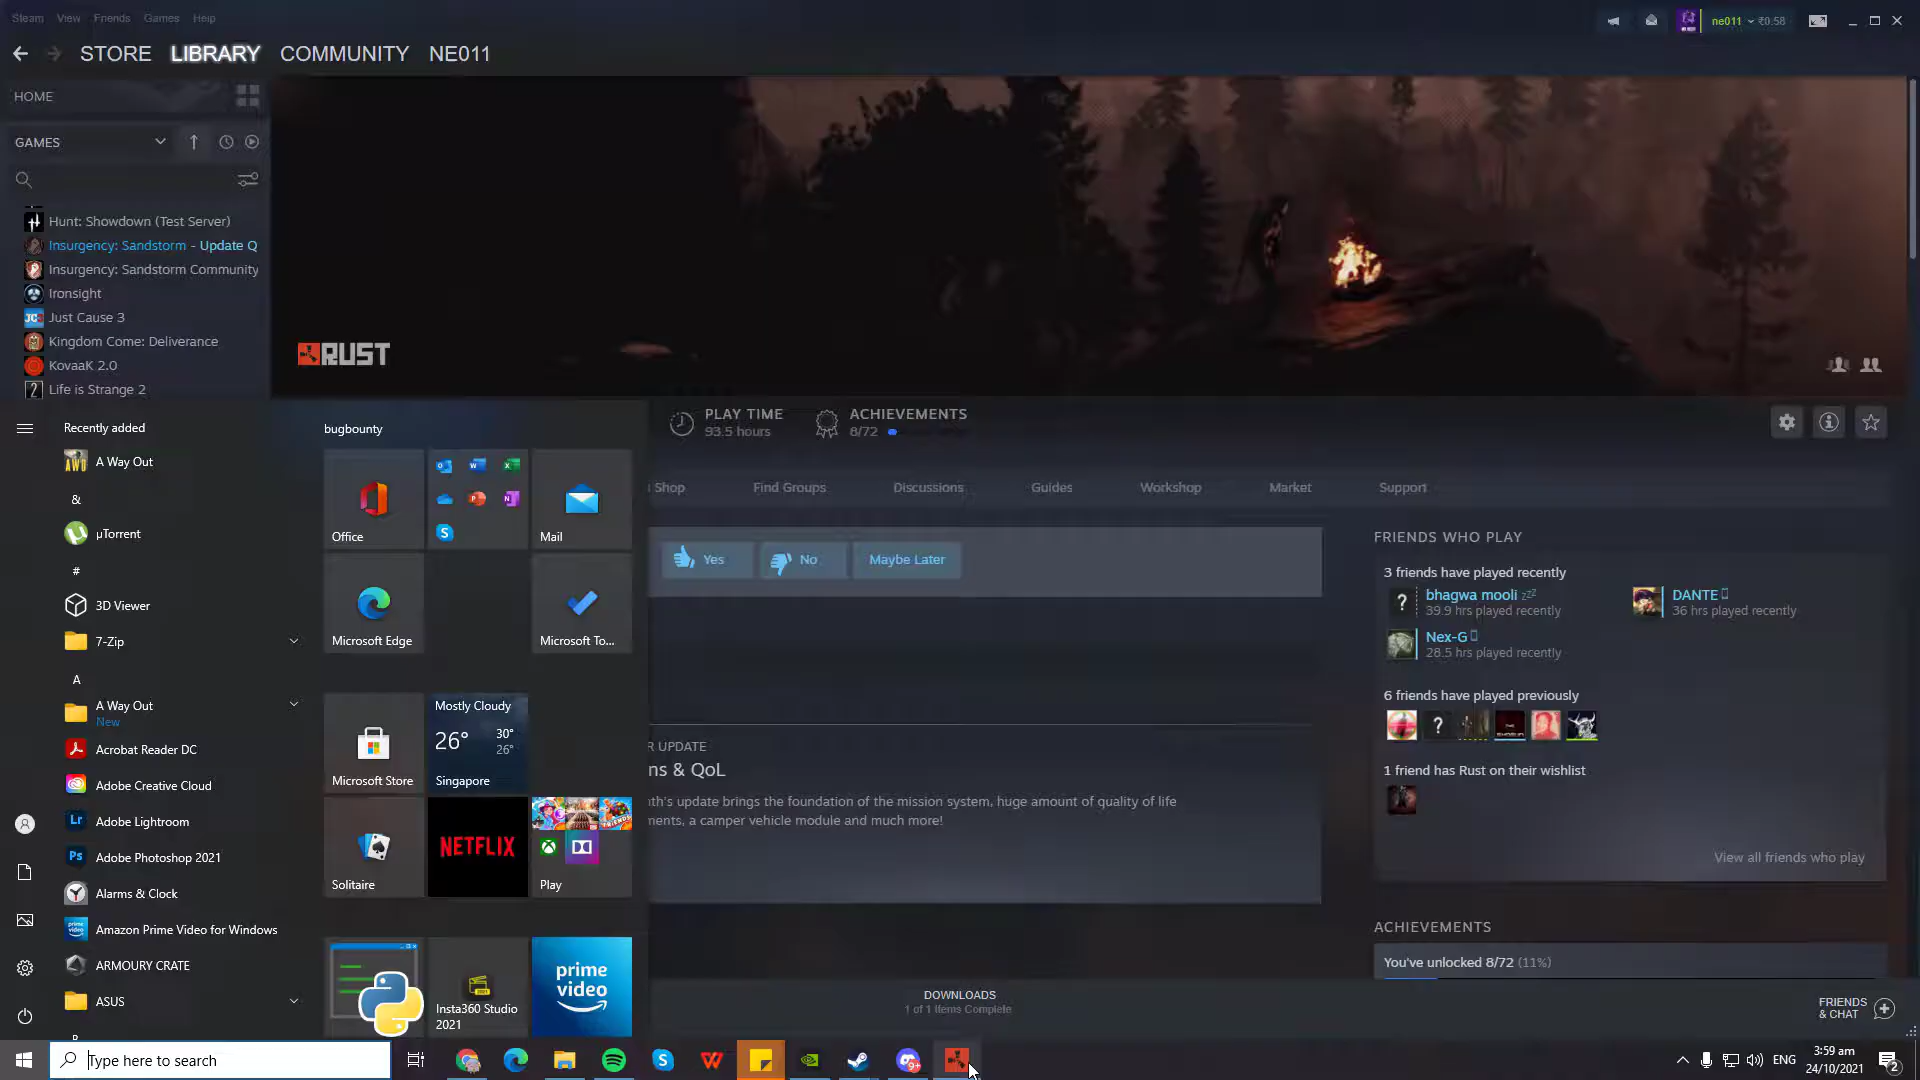 Steam View Friends Games Help
ne011 ₹0.58
STORE LIBRARY COMMUNITY NE011
HOME
GAMES
Hunt: Showdown (Test Server)
Insurgency: Sandstorm - Update Q
Insurgency: Sandstorm Community
Ironsight
Just Cause 3
Kingdom Come: Deliverance
KovaaK 2.0
Life is Strange 2
RUST
PLAY TIME
93.5 hours
ACHIEVEMENTS
8/72
Shop Find Groups Discussions Guides Workshop Market Support
Yes No Maybe Later
R UPDATE
ns & QoL
nth's update brings the foundation of the mission system, huge amount of quality of life
ments, a camper vehicle module and much more!
FRIENDS WHO PLAY
3 friends have played recently
bhagwa mooli zzz
39.9 hrs played recently
DANTE
36 hrs played recently
Nex-G
28.5 hrs played recently
6 friends have played previously
1 friend has Rust on their wishlist
View all friends who play
ACHIEVEMENTS
You've unlocked 8/72 (11%)
DOWNLOADS
1 of 1 Items Complete
FRIENDS
& CHAT
Recently added
A Way Out
&
µTorrent
#
3D Viewer
7-Zip
A
A Way Out
New
Acrobat Reader DC
Adobe Creative Cloud
Adobe Lightroom
Adobe Photoshop 2021
Alarms & Clock
Amazon Prime Video for Windows
ARMOURY CRATE
ASUS
bugbounty
Office
Mail
Microsoft Edge
Microsoft To...
Microsoft Store
Mostly Cloudy
26° 30°
26°
Singapore
Solitaire
NETFLIX
Play
Insta360 Studio
2021
prime
video
Type here to search
9+
ENG
3:59 am
24/10/2021
2